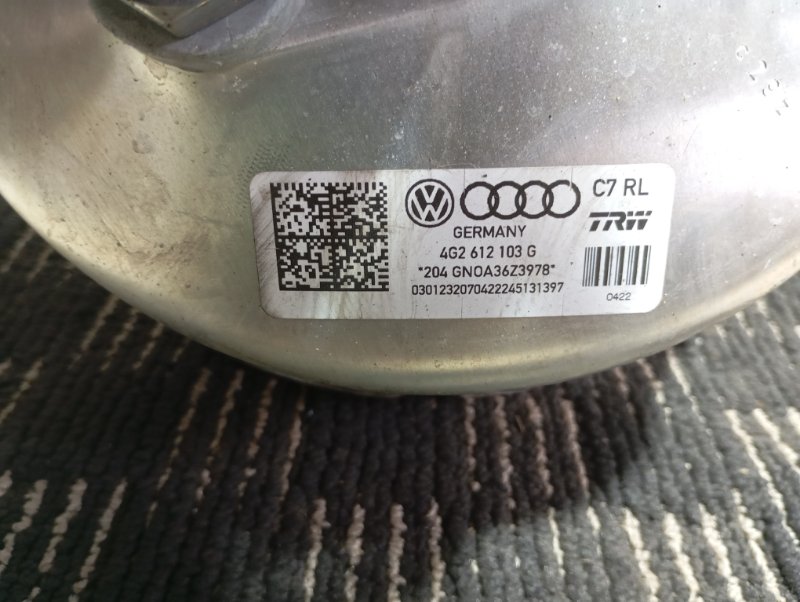 C7 RL
GERMANY
TRW
4G2 612 103 G
*204 GNOA36Z3978*
0301232070422245131397
0422